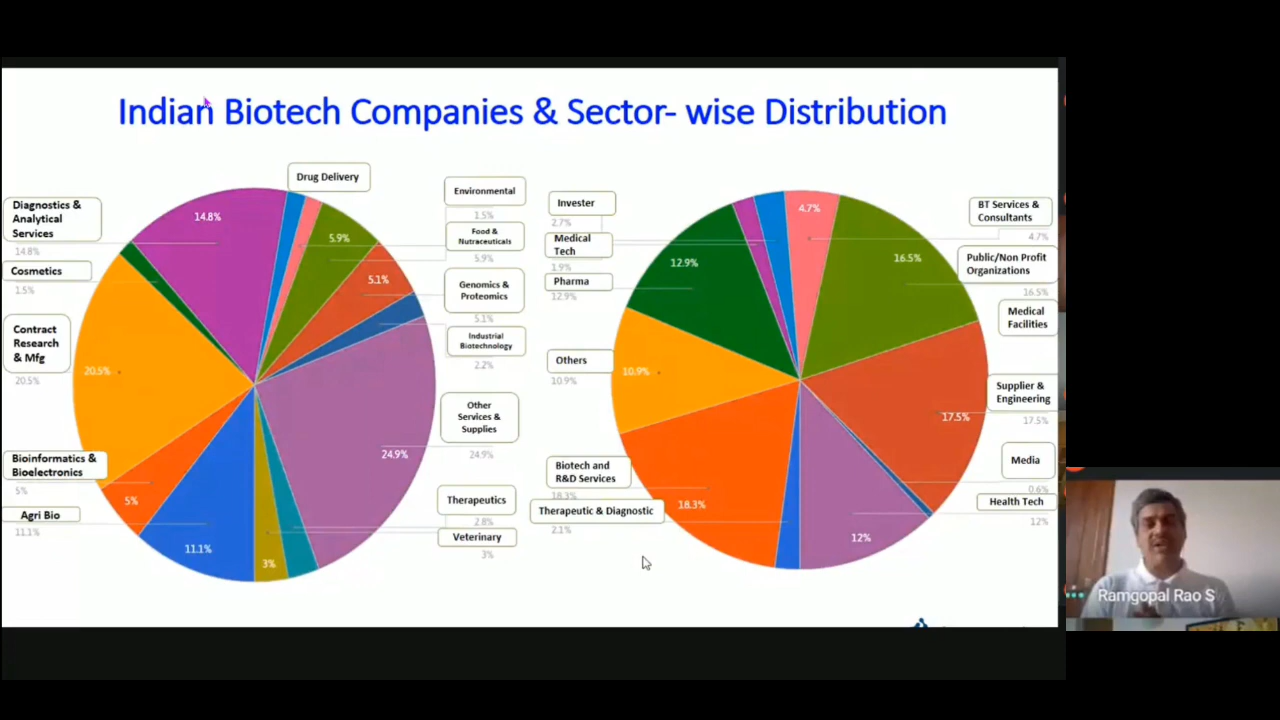 Indian Biotech Companies & Sector- wise Distribution
Drug Delivery
Diagnostics &
Analytical
Services
14.8%
Cosmetics
1.5%
Contract
Research
& Mfg
20.5%
Bioinformatics &
Bioelectronics
5%
Agri Bio
11.1%
14.8%
5.9%
5.1%
20.5%
24.9%
5%
11.1%
3%
Environmental
1.5%
Food &
Nutraceuticals
5.9%
Genomics &
Proteomics
5.1%
Industrial
Biotechnology
2.2%
Other
Services &
Supplies
24.9%
Therapeutics
2.8%
Veterinary
3%
Invester
2.7%
Medical
Tech
1.9%
Pharma
12.9%
Others
10.9%
Biotech and
R&D Services
18.3%
Therapeutic & Diagnostic
2.1%
4.7%
16.5%
12.9%
10.9%
17.5%
18.3%
12%
BT Services &
Consultants
4.7%
Public/Non Profit
Organizations
16.5%
Medical
Facilities
Supplier &
Engineering
17.5%
Media
0.6%
Health Tech
12%
Ramgopal Rao S